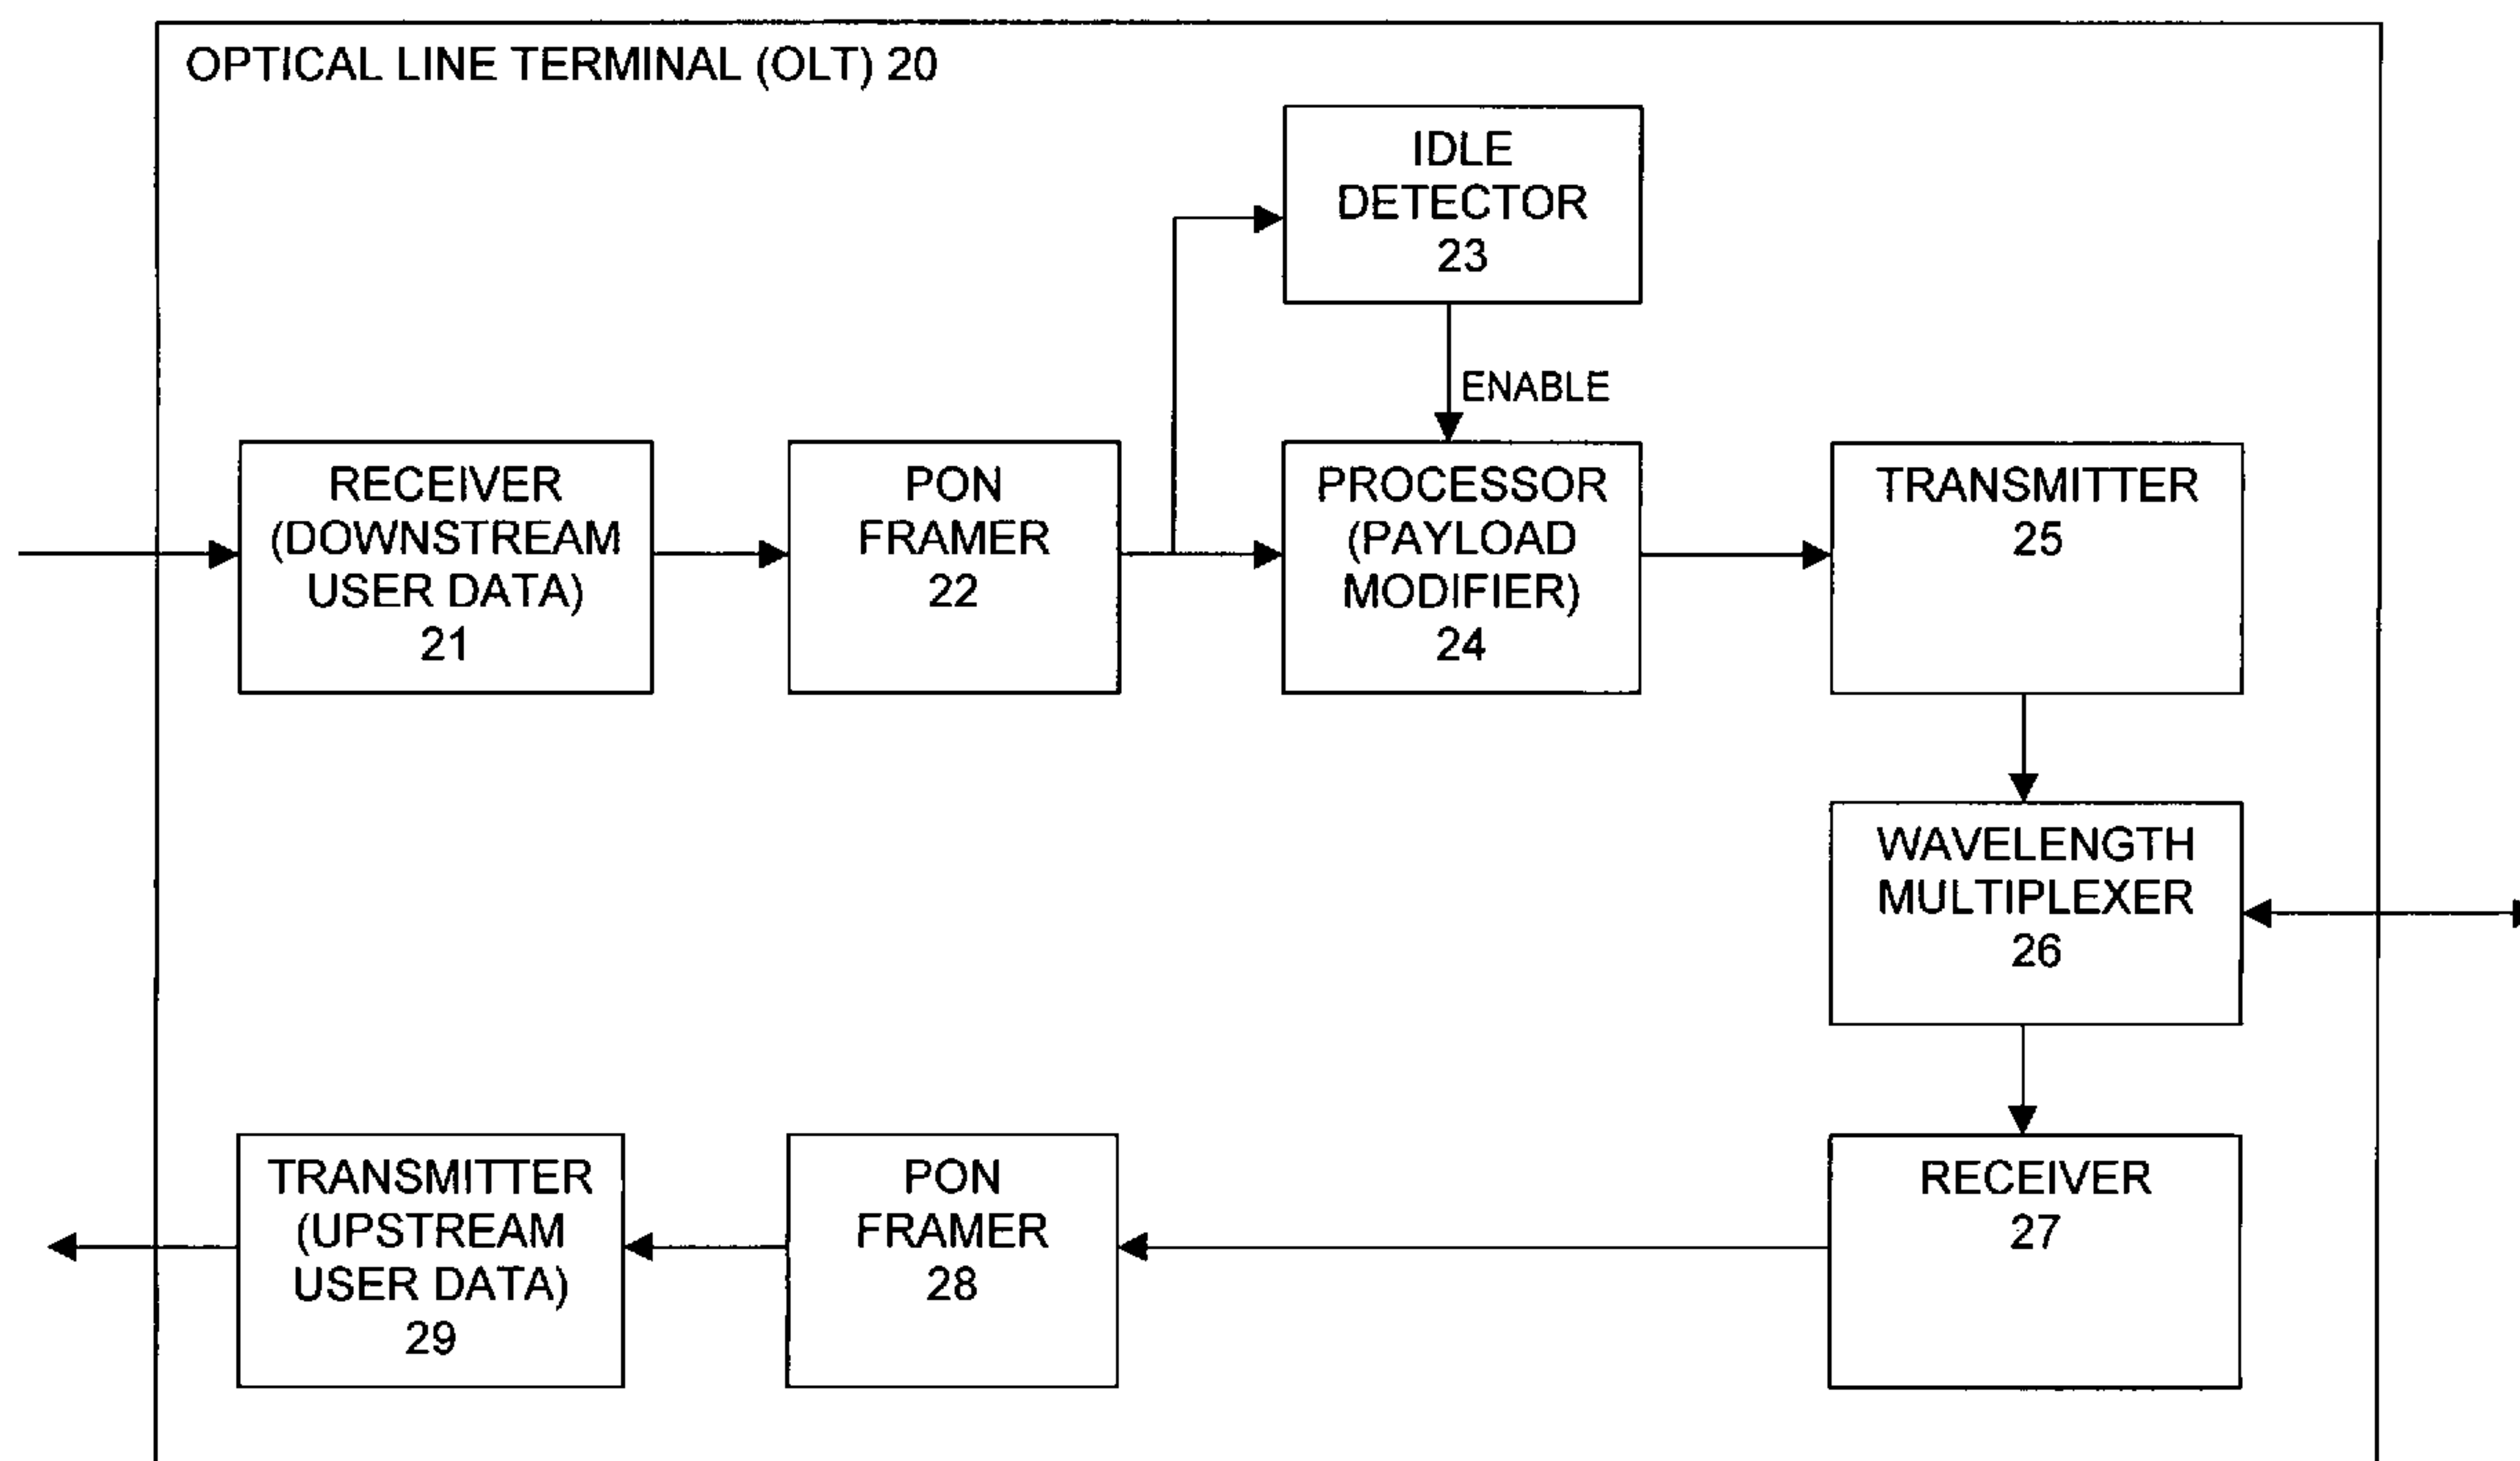 OPTICAL LINE TERMINAL (OLT) 20
IDLE
DETECTOR
23
ENABLE
RECEIVER
(DOWNSTREAM
USER DATA)
21
PON
FRAMER
22
PROCESSOR
(PAYLOAD
MODIFIER)
24
TRANSMITTER
25
WAVELENGTH
MULTIPLEXER
26
TRANSMITTER
(UPSTREAM
USER DATA)
29
PON
FRAMER
28
RECEIVER
27